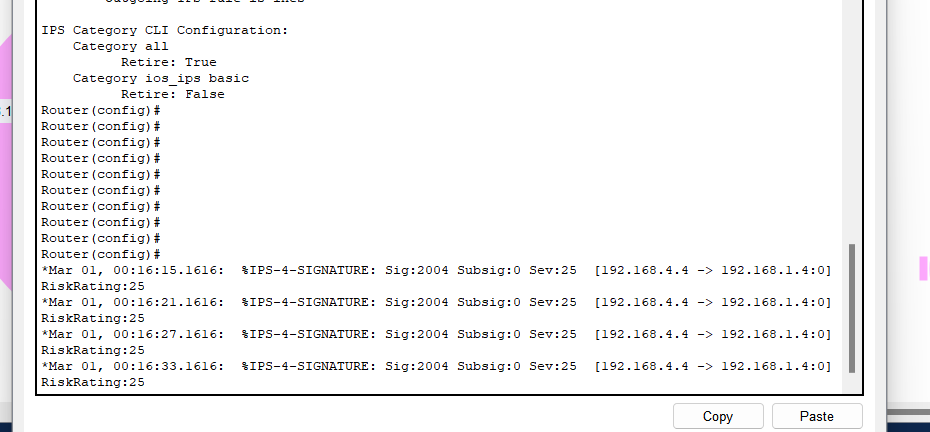 IPS Category CLI Configuration:
Category all
Retire: True
Category ios_ips basic
Retire: False
Router(config)#
Router(config)#
Router(config)#
Router(config)#
Router(config)#
Router(config)#
Router(config)#
Router(config)#
Router(config)#
Router(config)#
*Mar 01, 00:16:15.1616:  %IPS-4-SIGNATURE: Sig:2004 Subsig:0 Sev:25  [192.168.4.4 -> 192.168.1.4:0]
RiskRating:25
*Mar 01, 00:16:21.1616:  %IPS-4-SIGNATURE: Sig:2004 Subsig:0 Sev:25  [192.168.4.4 -> 192.168.1.4:0]
RiskRating:25
*Mar 01, 00:16:27.1616:  %IPS-4-SIGNATURE: Sig:2004 Subsig:0 Sev:25  [192.168.4.4 -> 192.168.1.4:0]
RiskRating:25
*Mar 01, 00:16:33.1616:  %IPS-4-SIGNATURE: Sig:2004 Subsig:0 Sev:25  [192.168.4.4 -> 192.168.1.4:0]
RiskRating:25
Copy Paste